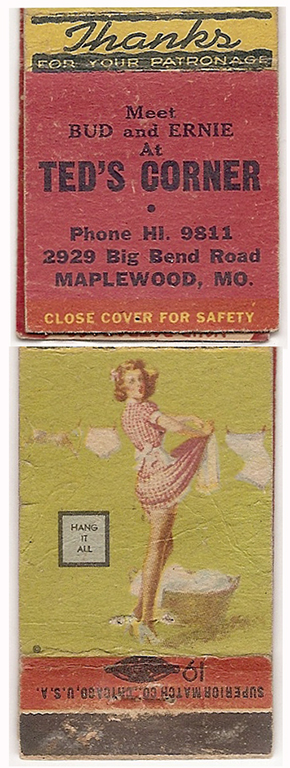 Thanks
FOR YOUR PATRONAGE
Meet
BUD and ERNIE
At
TED'S CORNER
•
Phone HI. 9811
2929 Big Bend Road
MAPLEWOOD, MO.
CLOSE COVER FOR SAFETY
HANG
IT
ALL
©
19
SUPERIOR MATCH CO., CHICAGO, U.S.A.